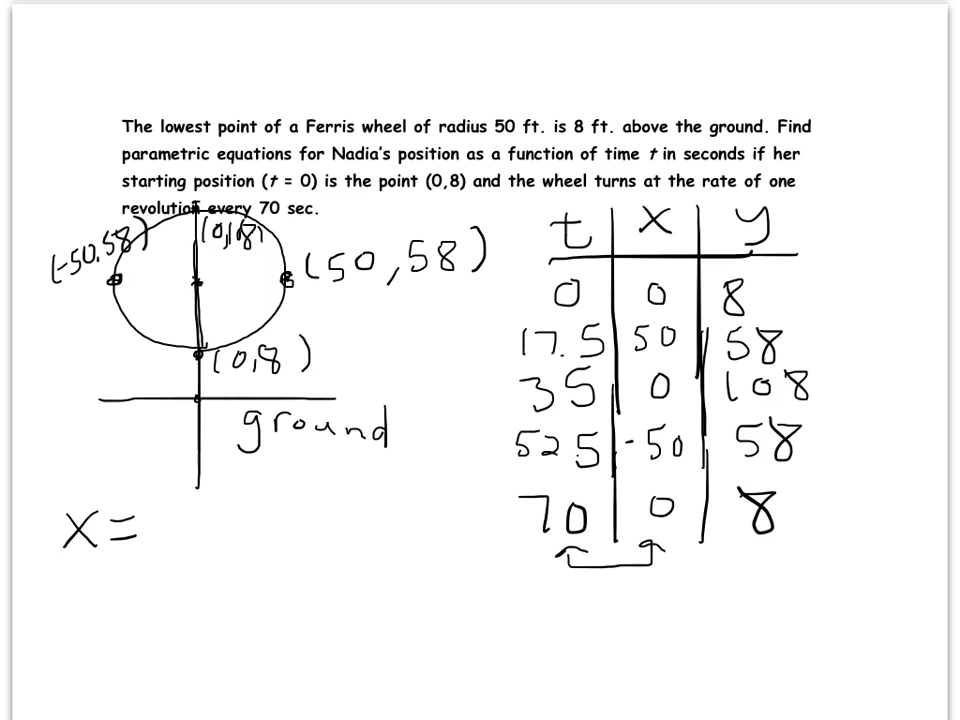 The lowest point of a Ferris wheel of radius 50 ft. is 8 ft. above the ground. Find
parametric equations for Nadia's position as a function of time t in seconds if her
starting position (t = 0) is the point (0,8) and the wheel turns at the rate of one
revolution every 70 sec.
t x y
(-50,58) (0,108)
(50,58)
0 0 8
17.5 50 58
(0,8)
35 0 108
ground
52.5 -50 58
70 0 8
x =